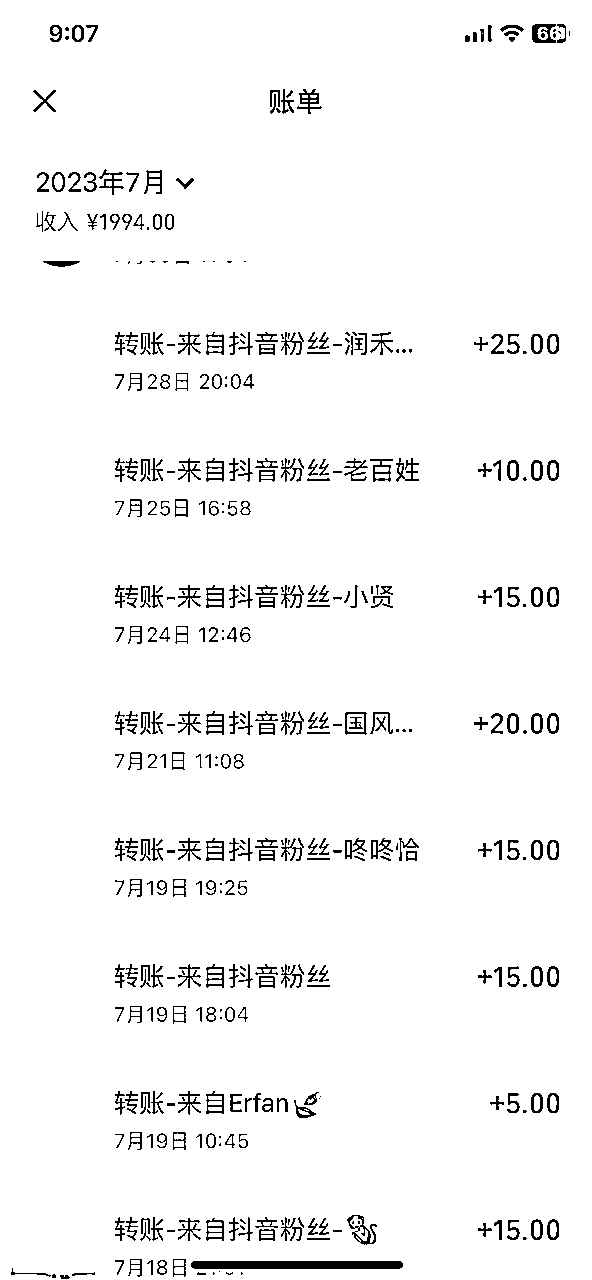 9:07
66
账单
2023年7月
收入 ¥1994.00
转账-来自抖音粉丝-润禾... +25.00
7月28日 20:04
转账-来自抖音粉丝-老百姓 +10.00
7月25日 16:58
转账-来自抖音粉丝-小贤 +15.00
7月24日 12:46
转账-来自抖音粉丝-国风... +20.00
7月21日 11:08
转账-来自抖音粉丝-咚咚恰 +15.00
7月19日 19:25
转账-来自抖音粉丝 +15.00
7月19日 18:04
转账-来自Erfan +5.00
7月19日 10:45
转账-来自抖音粉丝-🐒 +15.00
7月18日